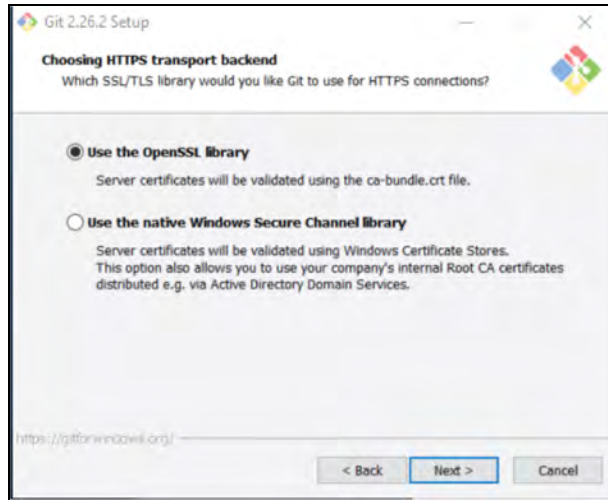 Git 2.26.2 Setup
Choosing HTTPS transport backend
Which SSL/TLS library would you like Git to use for HTTPS connections?
Use the OpenSSL library
Server certificates will be validated using the ca-bundle.crt file.
Use the native Windows Secure Channel library
Server certificates will be validated using Windows Certificate Stores.
This option also allows you to use your company's internal Root CA certificates
distributed e.g. via Active Directory Domain Services.
https://gitforwindows.org/
< Back Next > Cancel